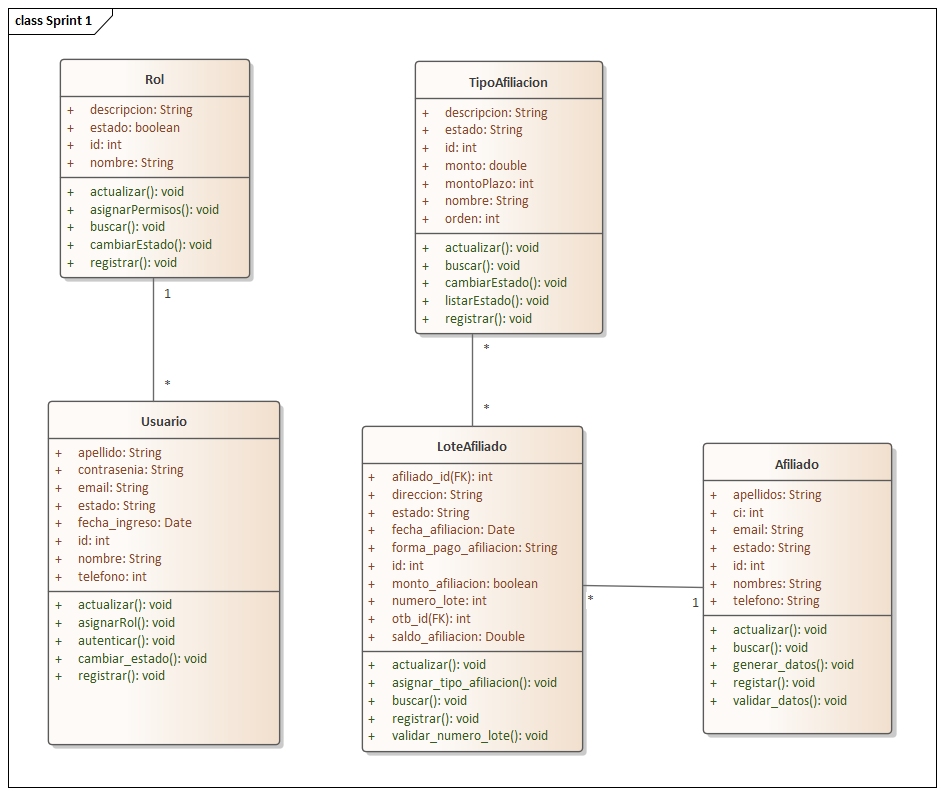 class Sprint 1
Rol
+ descripcion: String
+ estado: boolean
+ id: int
+ nombre: String
+ actualizar(): void
+ asignarPermisos(): void
+ buscar(): void
+ cambiarEstado(): void
+ registrar(): void
1
*
Usuario
+ apellido: String
+ contrasenia: String
+ email: String
+ estado: String
+ fecha_ingreso: Date
+ id: int
+ nombre: String
+ telefono: int
+ actualizar(): void
+ asignarRol(): void
+ autenticar(): void
+ cambiar_estado(): void
+ registrar(): void
TipoAfiliacion
+ descripcion: String
+ estado: String
+ id: int
+ monto: double
+ montoPlazo: int
+ nombre: String
+ orden: int
+ actualizar(): void
+ buscar(): void
+ cambiarEstado(): void
+ listarEstado(): void
+ registrar(): void
*
*
LoteAfiliado
+ afiliado_id(FK): int
+ direccion: String
+ estado: String
+ fecha_afiliacion: Date
+ forma_pago_afiliacion: String
+ id: int
+ monto_afiliacion: boolean
+ numero_lote: int
+ otb_id(FK): int
+ saldo_afiliacion: Double
+ actualizar(): void
+ asignar_tipo_afiliacion(): void
+ buscar(): void
+ registrar(): void
+ validar_numero_lote(): void
*
1
Afiliado
+ apellidos: String
+ ci: int
+ email: String
+ estado: String
+ id: int
+ nombres: String
+ telefono: String
+ actualizar(): void
+ buscar(): void
+ generar_datos(): void
+ registar(): void
+ validar_datos(): void